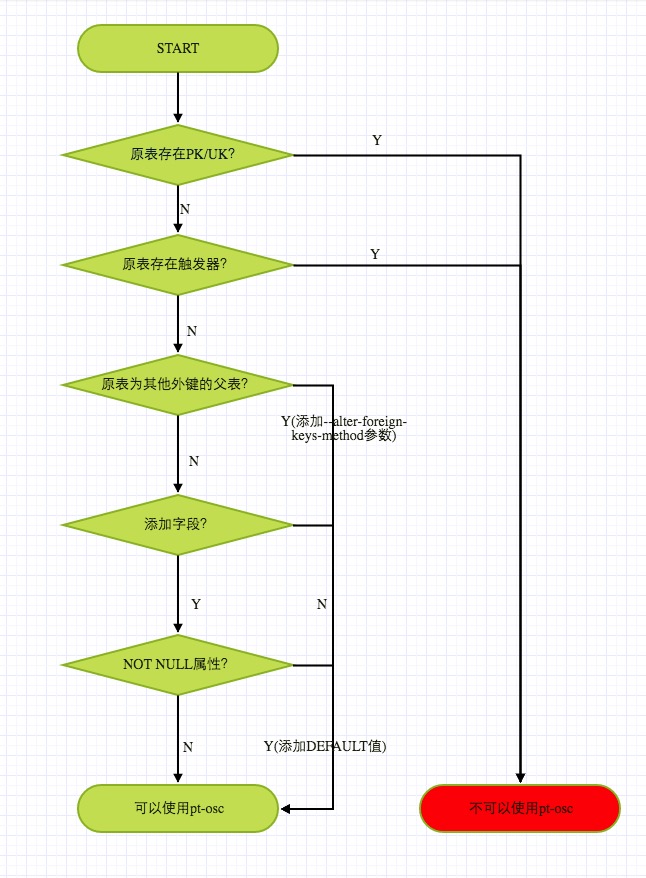 START
原表存在PK/UK?
Y
N
原表存在触发器?
Y
N
原表为其他外键的父表?
Y(添加--alter-foreign-
keys-method参数)
N
添加字段?
Y
N
NOT NULL属性?
N
Y(添加DEFAULT值)
可以使用pt-osc
不可以使用pt-osc